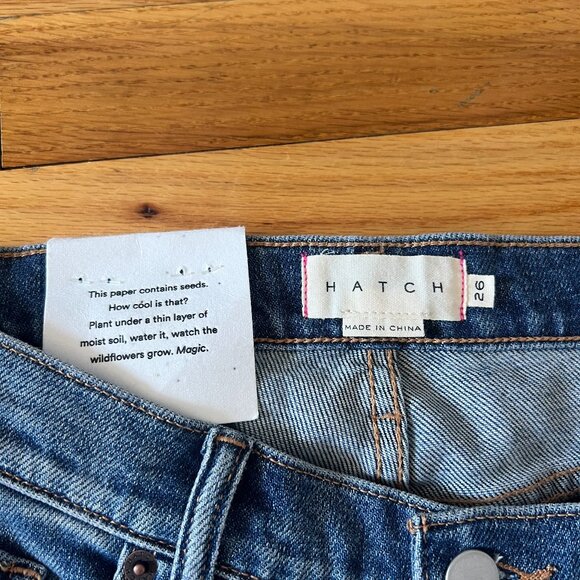 This paper contains seeds.
How cool is that?
Plant under a thin layer of
moist soil, water it, watch the
wildflowers grow. Magic.
HATCH
26
MADE IN CHINA